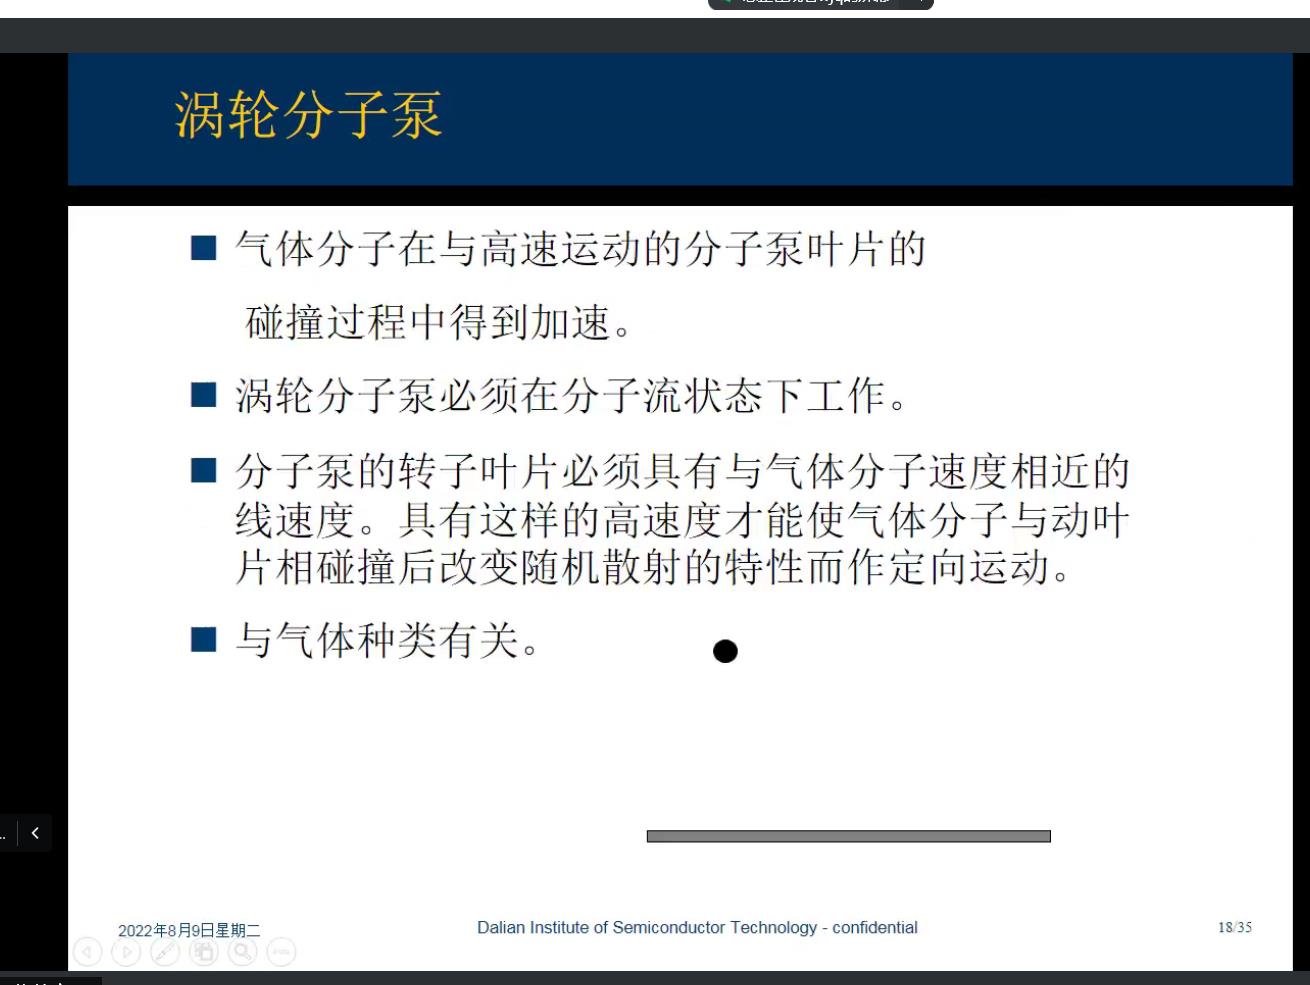 涡轮分子泵
气体分子在与高速运动的分子泵叶片的
碰撞过程中得到加速。
涡轮分子泵必须在分子流状态下工作。
分子泵的转子叶片必须具有与气体分子速度相近的
线速度。具有这样的高速度才能使气体分子与动叶
片相碰撞后改变随机散射的特性而作定向运动。
与气体种类有关。
2022年8月9日星期二
Dalian Institute of Semiconductor Technology - confidential
18/35